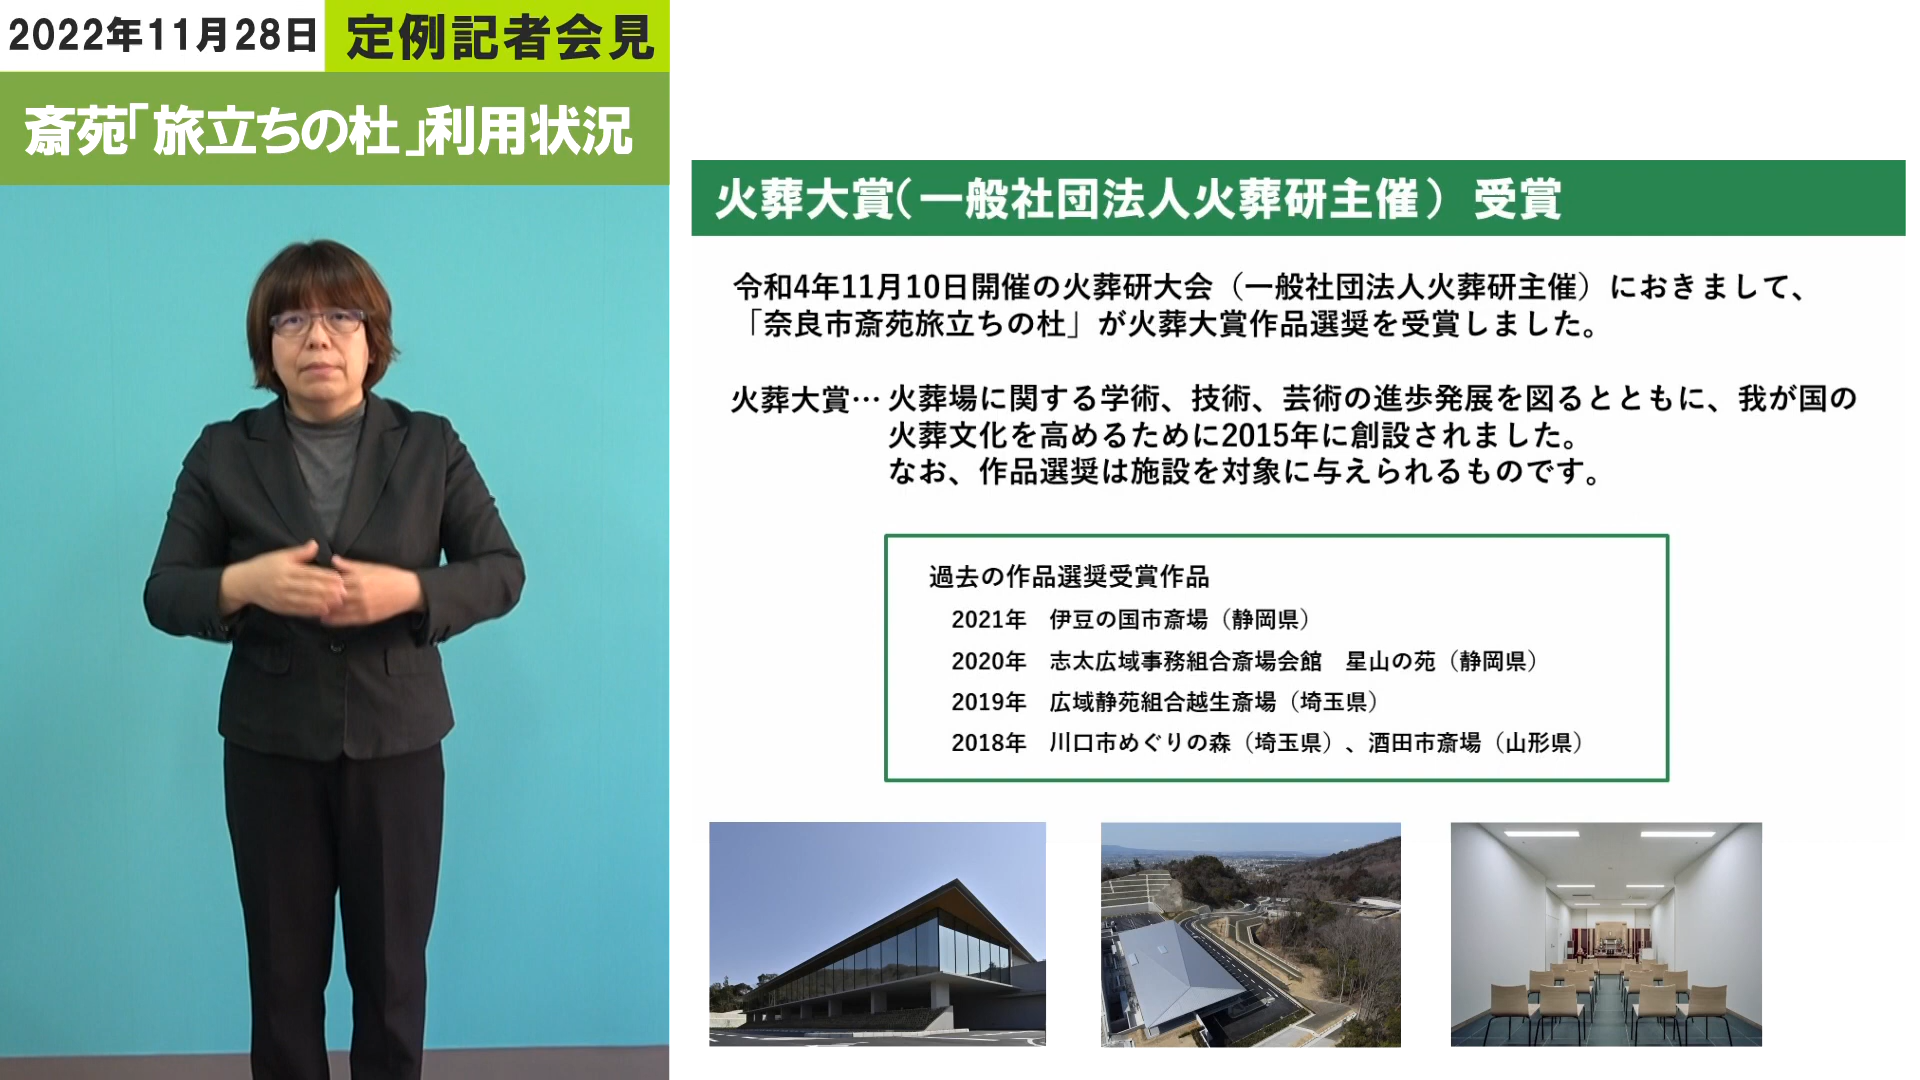 2022年11月28日 定例記者会見
斎苑「旅立ちの杜」利用状況
火葬大賞（一般社団法人火葬研主催） 受賞
令和4年11月10日開催の火葬研大会（一般社団法人火葬研主催）におきまして、
「奈良市斎苑旅立ちの杜」が火葬大賞作品選奨を受賞しました。
火葬大賞…火葬場に関する学術、技術、芸術の進歩発展を図るとともに、我が国の
火葬文化を高めるために2015年に創設されました。
なお、作品選奨は施設を対象に与えられるものです。
過去の作品選奨受賞作品
2021年　伊豆の国市斎場（静岡県）
2020年　志太広域事務組合斎場会館　星山の苑（静岡県）
2019年　広域静苑組合越生斎場（埼玉県）
2018年　川口市めぐりの森（埼玉県）、酒田市斎場（山形県）